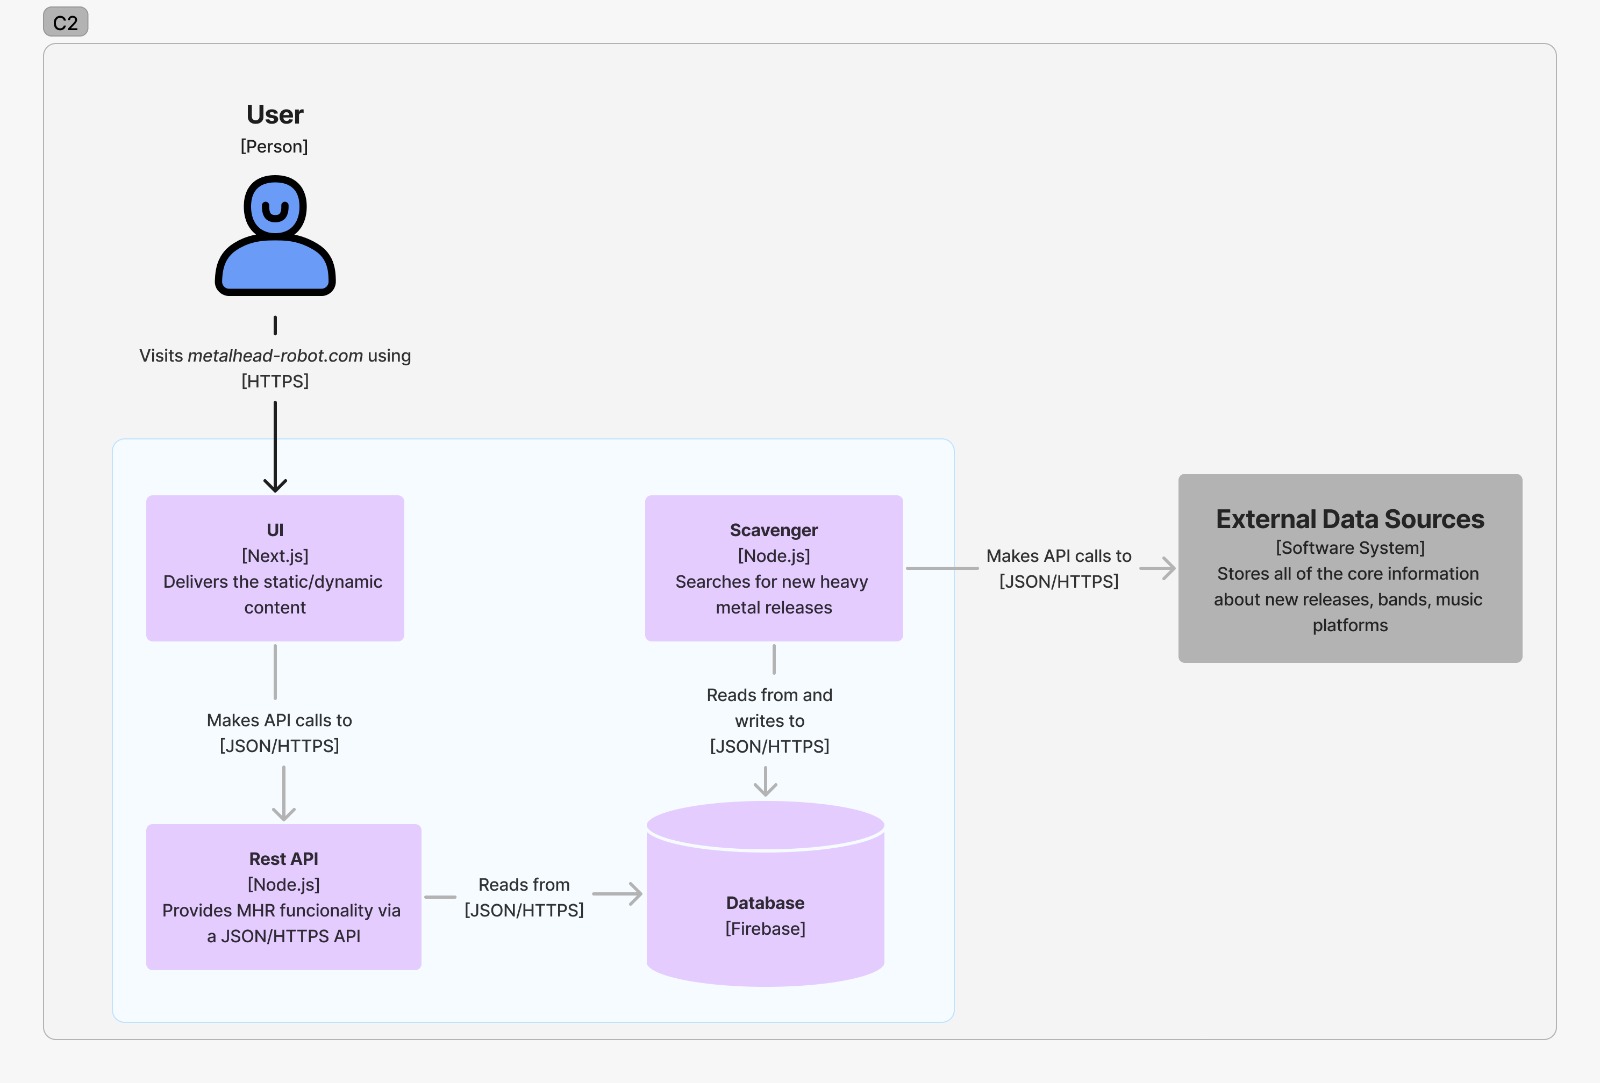 C2
User
[Person]
Visits metalhead-robot.com using
[HTTPS]
UI
[Next.js]
Delivers the static/dynamic
content
Scavenger
[Node.js]
Searches for new heavy
metal releases
Makes API calls to
[JSON/HTTPS]
External Data Sources
[Software System]
Stores all of the core information
about new releases, bands, music
platforms
Makes API calls to
[JSON/HTTPS]
Reads from and
writes to
[JSON/HTTPS]
Rest API
[Node.js]
Provides MHR funcionality via
a JSON/HTTPS API
Reads from
[JSON/HTTPS]
Database
[Firebase]